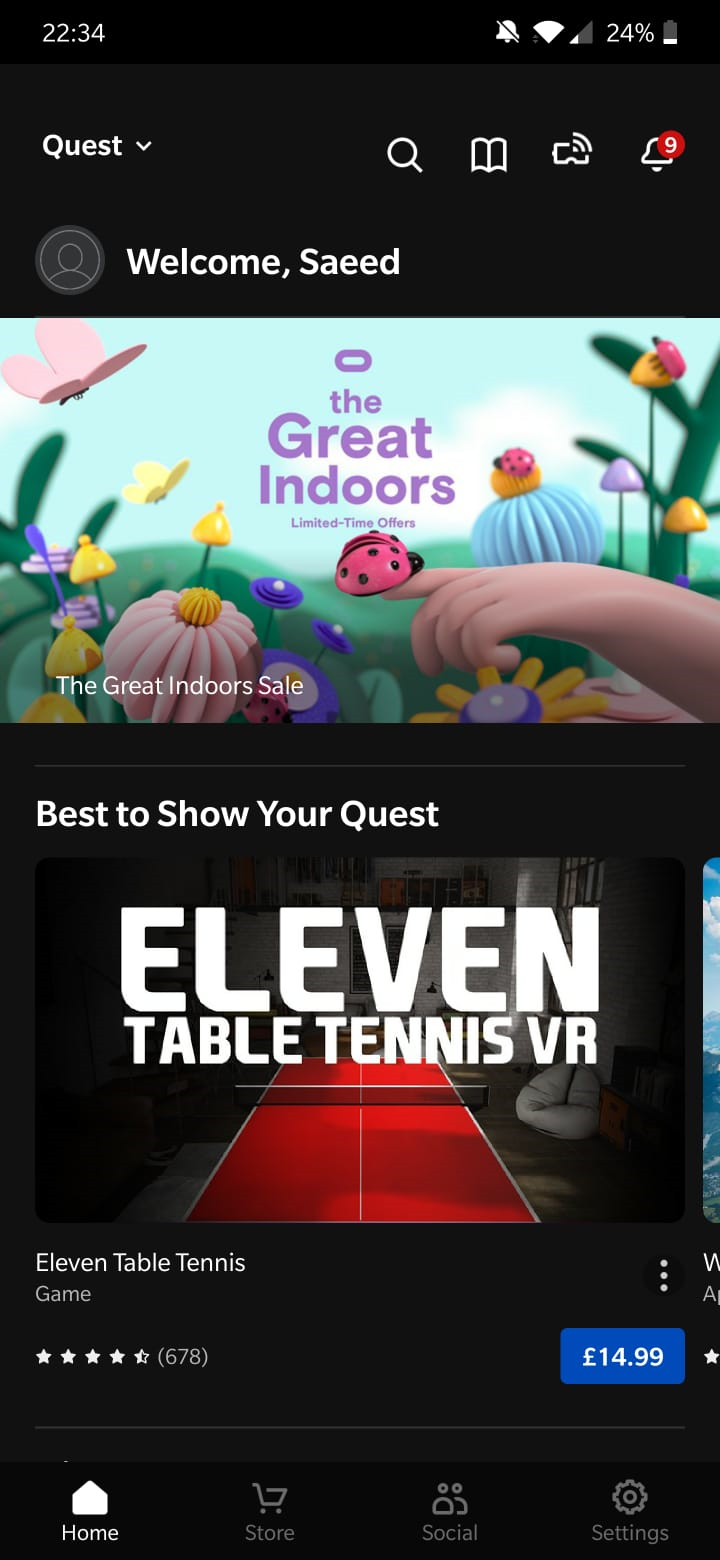 22:34
24%
Quest
9
Welcome, Saeed
the
Great
Indoors
Limited-Time Offers
The Great Indoors Sale
Best to Show Your Quest
ELEVEN
TABLE TENNIS VR
Eleven Table Tennis
Game
(678)
£14.99
Home
Store
Social
Settings